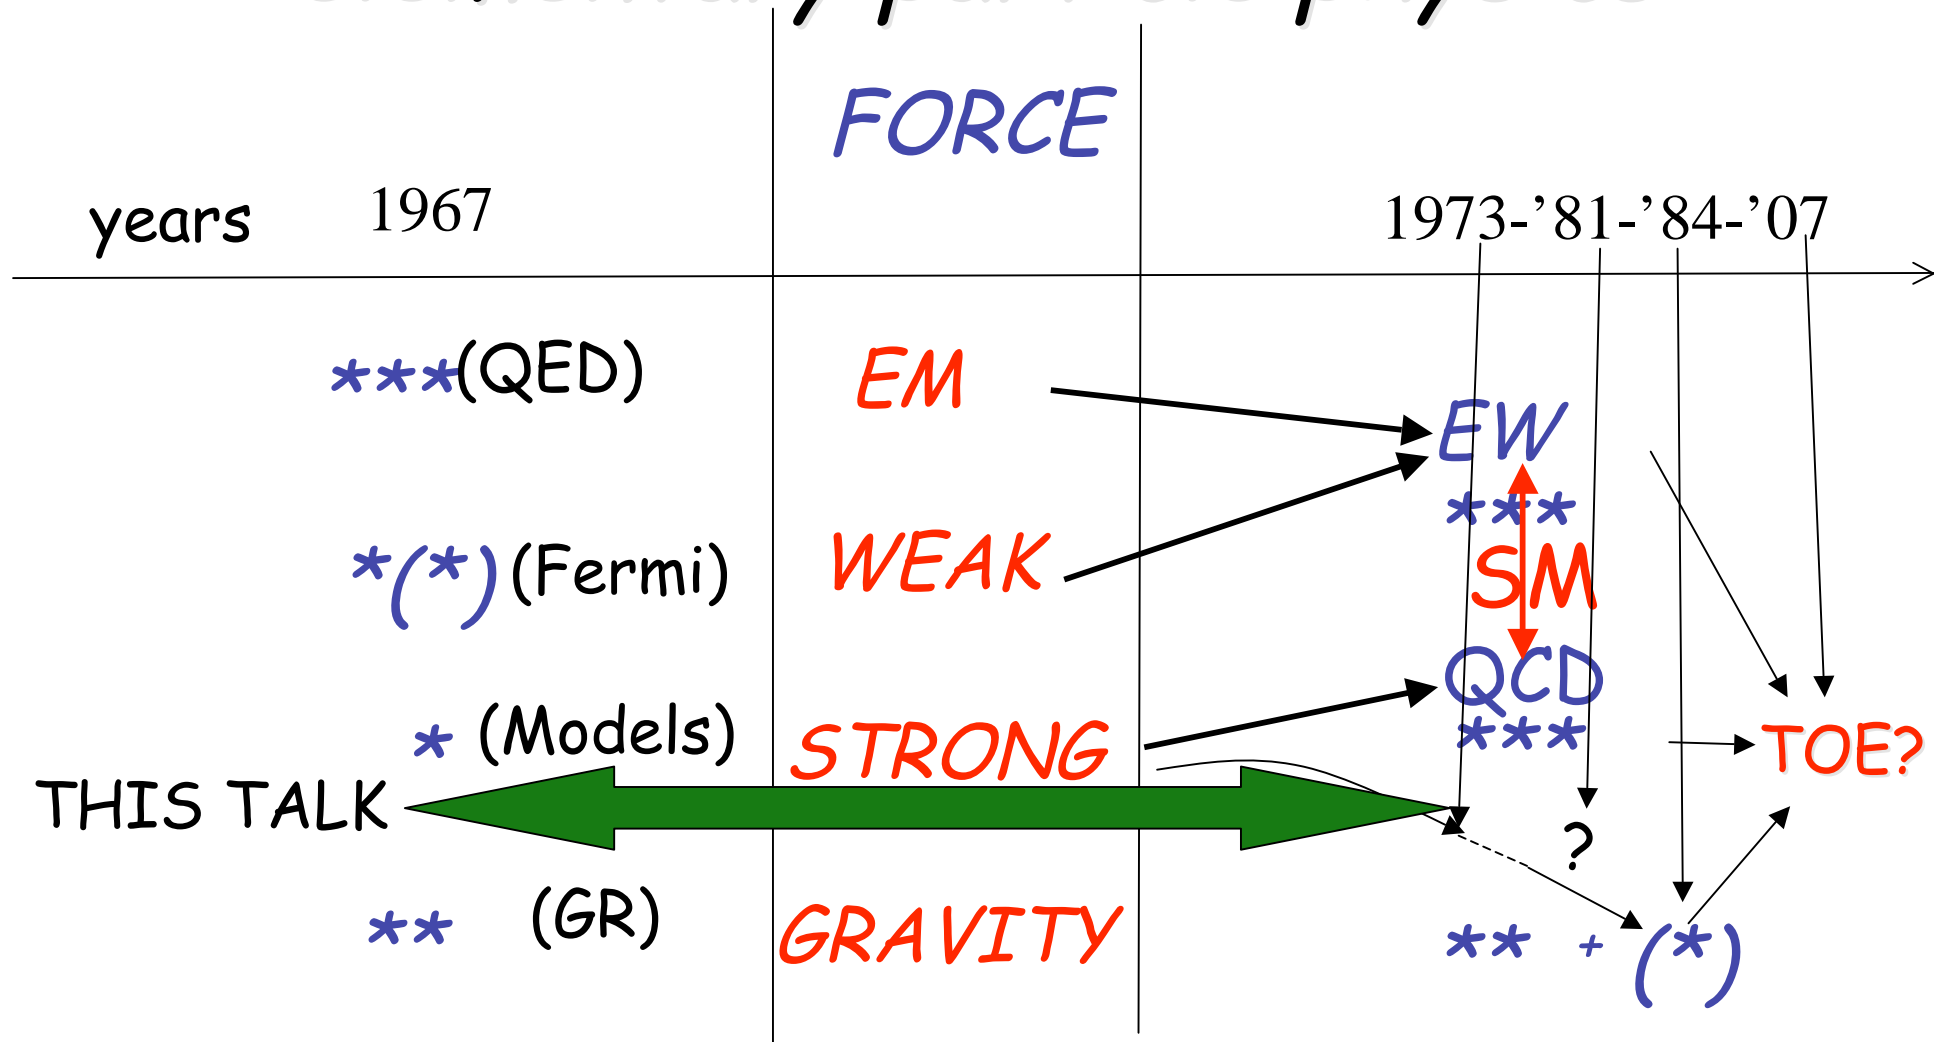 FORCE
years 1967 1973-’81-’84-’07
***(QED) EM
EW
***
*(*) (Fermi) WEAK SM
QCD
* (Models) STRONG ***
TOE?
THIS TALK
?
** (GR) GRAVITY ** + (*)